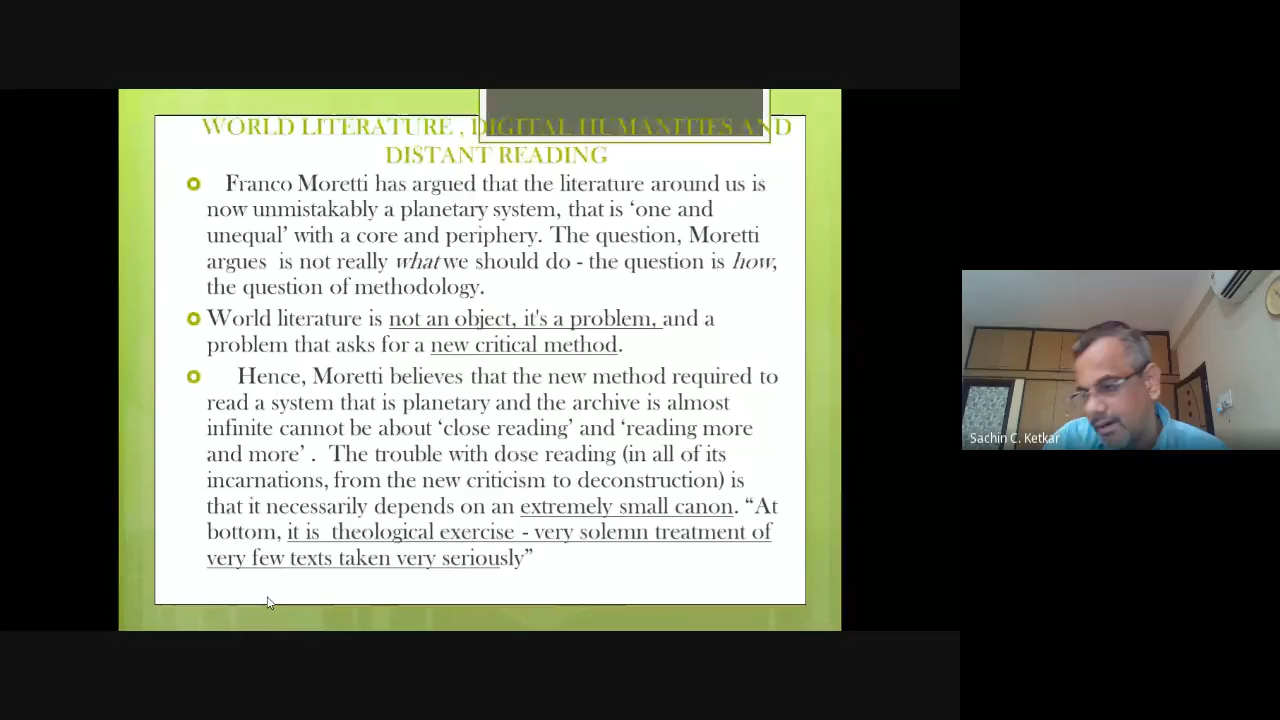 WORLD LITERATURE , DIGITAL HUMANITIES AND
DISTANT READING
Franco Moretti has argued that the literature around us is
now unmistakably a planetary system, that is ‘one and
unequal’ with a core and periphery. The question, Moretti
argues is not really what we should do - the question is how,
the question of methodology.
World literature is not an object, it's a problem, and a
problem that asks for a new critical method.
Hence, Moretti believes that the new method required to
read a system that is planetary and the archive is almost
infinite cannot be about ‘close reading’ and ‘reading more
and more’ . The trouble with dose reading (in all of its
incarnations, from the new criticism to deconstruction) is
that it necessarily depends on an extremely small canon. “At
bottom, it is theological exercise - very solemn treatment of
very few texts taken very seriously”
Sachin C. Ketkar